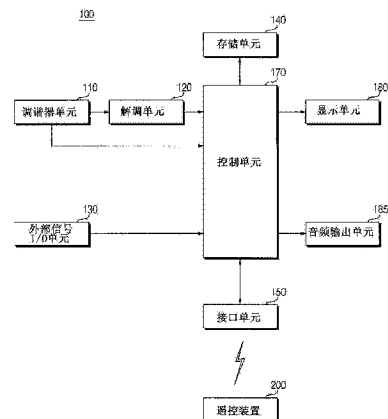 100
140
存储单元
110
120
170
180
调谐器单元
解调单元
显示单元
控制单元
130
185
外部信号
I/O单元
音频输出单元
150
接口单元
200
遥控装置